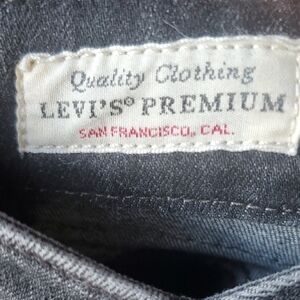 Quality Clothing
LEVI'S® PREMIUM
SAN FRANCISCO, CAL.